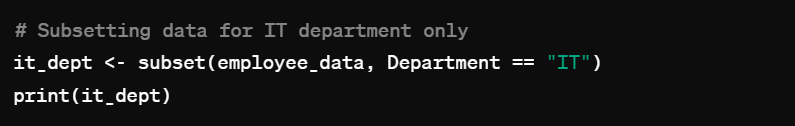 # Subsetting data for IT department only
it_dept <- subset(employee_data, Department == "IT")
print(it_dept)